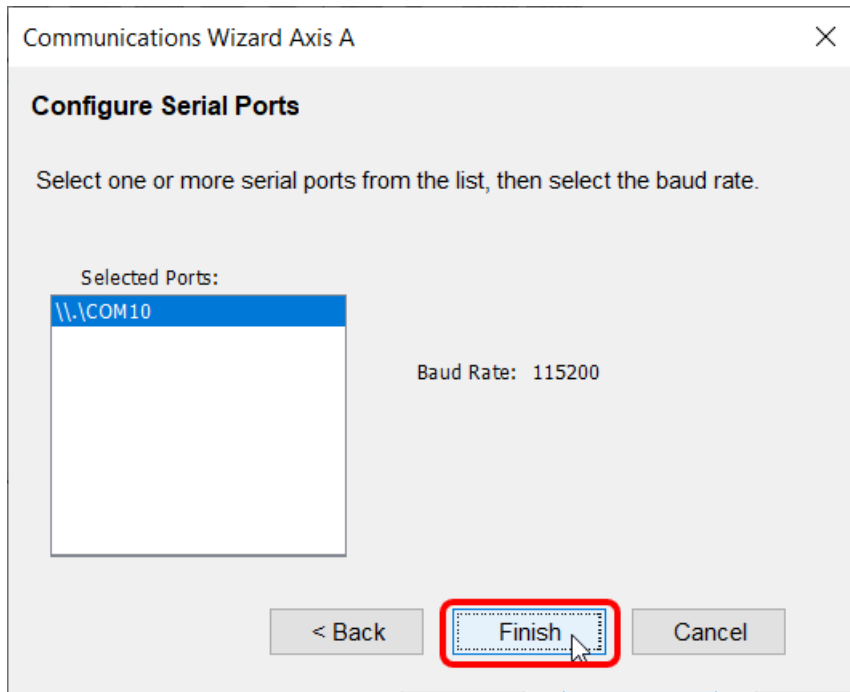 Communications Wizard Axis A
Configure Serial Ports
Select one or more serial ports from the list, then select the baud rate.
Selected Ports:
\\.\COM10
Baud Rate: 115200
< Back
Finish
Cancel